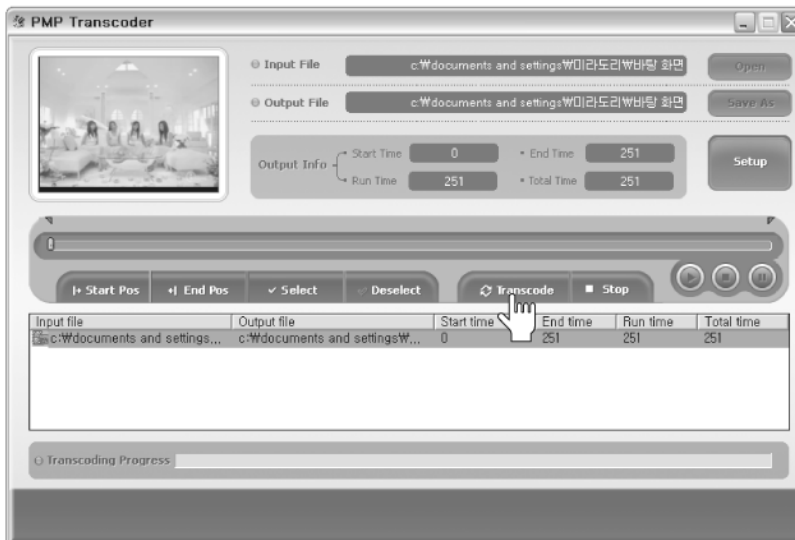 PMP Transcoder
Input File c:₩documents and settings₩미라도리₩바탕 화면 Open
Output File c:₩documents and settings₩미라도리₩바탕 화면 Save As
Output Info Start Time 0 End Time 251
Run Time 251 Total Time 251
Setup
Start Pos End Pos Select Deselect Transcode Stop
Input file Output file Start time End time Run time Total time
c:₩documents and settings... c:₩documents and settings₩... 0 251 251 251
Transcoding Progress